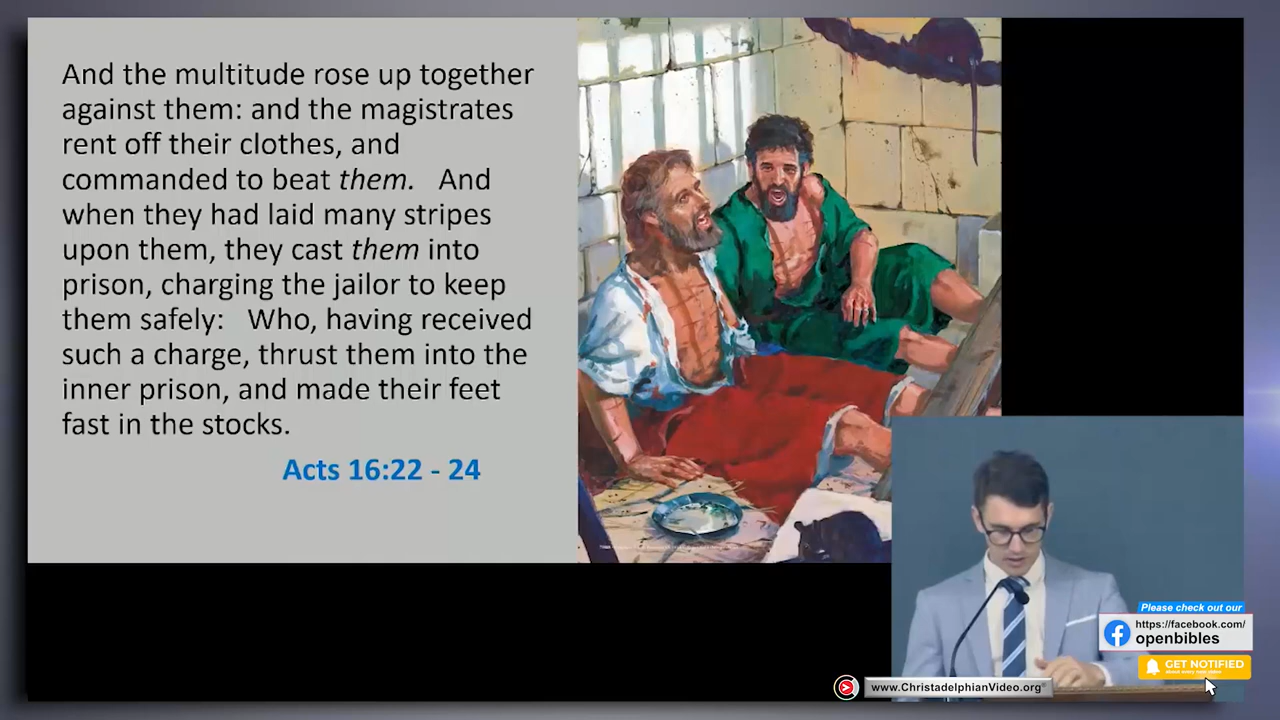 And the multitude rose up together
against them: and the magistrates
rent off their clothes, and
commanded to beat them. And
when they had laid many stripes
upon them, they cast them into
prison, charging the jailor to keep
them safely: Who, having received
such a charge, thrust them into the
inner prison, and made their feet
fast in the stocks.
Acts 16:22 - 24
Please check out our
https://facebook.com/
openbibles
GET NOTIFIED
about every new video
www.ChristadelphianVideo.org